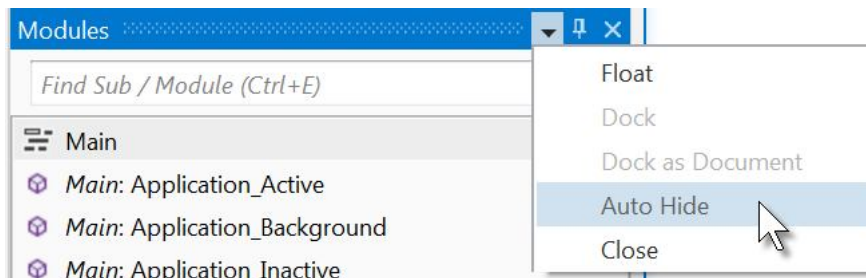 Modules
Find Sub / Module (Ctrl+E)
Main
Main: Application_Active
Main: Application_Background
Main: Application_Inactive
Float
Dock
Dock as Document
Auto Hide
Close